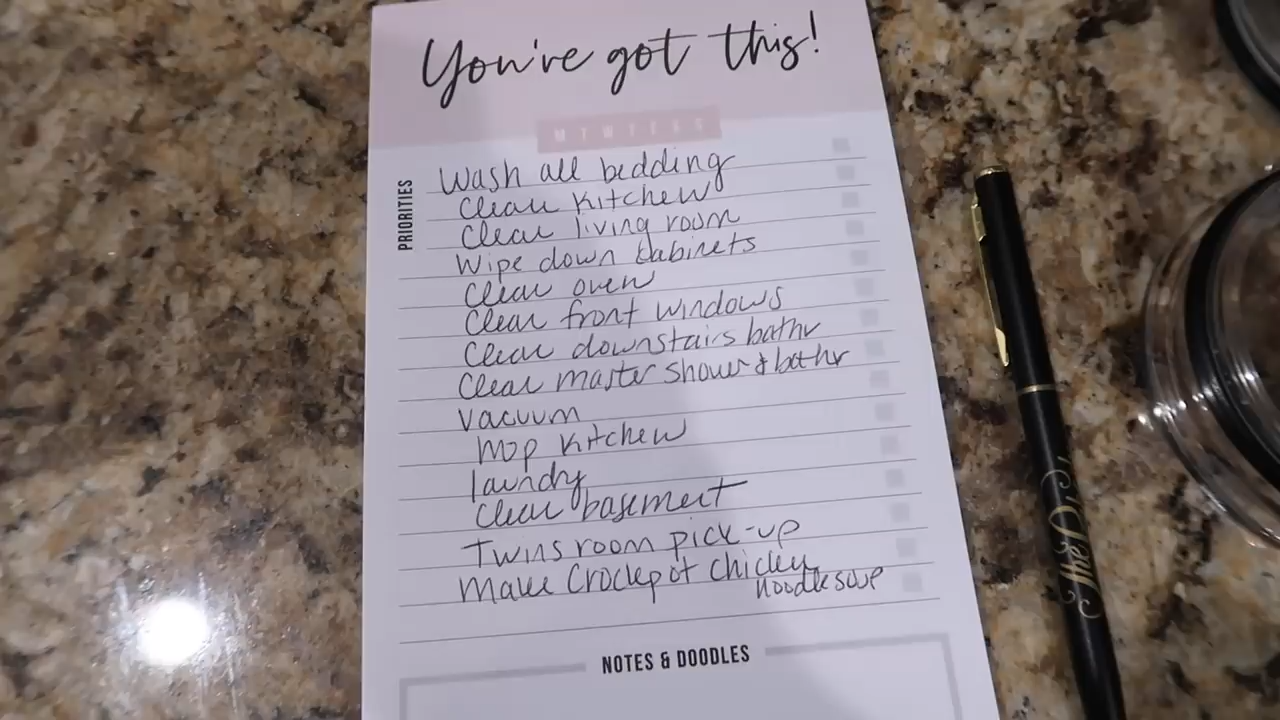 You've got this!
M T W T F S S
PRIORITIES
Wash all bedding
Clean Kitchen
Clean living room
Wipe down cabinets
Clean oven
Clean front windows
Clean downstairs bathr
Clean master shower & bathr
Vacuum
Mop Kitchen
laundry
Clean basement
Twins room pick-up
Make Crockpot chicken
noodle soup
NOTES & DOODLES
The